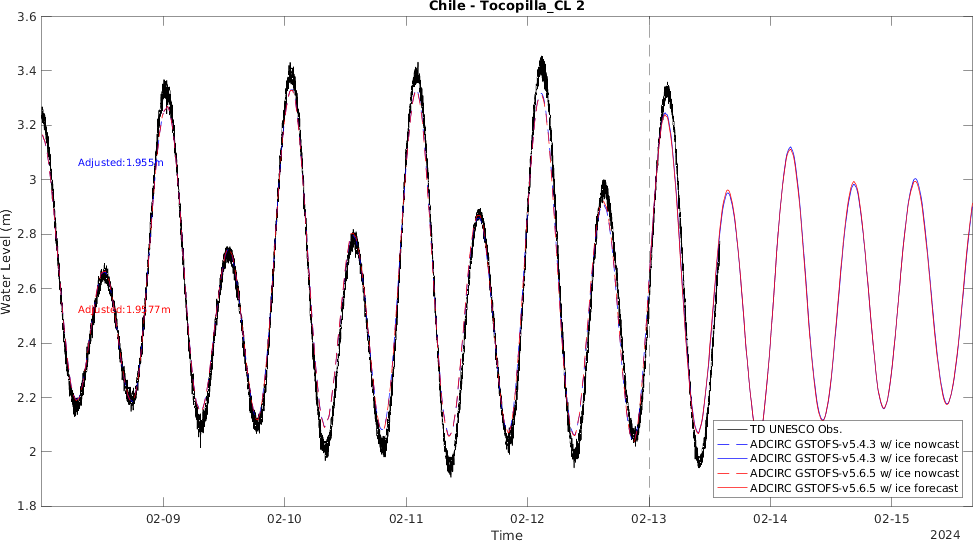 Chile - Tocopilla_CL 2
3.6
3.4
3.2
3
2.8
2.6
2.4
2.2
2
1.8
Water Level (m)
Adjusted:1.955m
Adjusted:1.9577m
TD UNESCO Obs.
ADCIRC GSTOFS-v5.4.3 w/ ice nowcast
ADCIRC GSTOFS-v5.4.3 w/ ice forecast
ADCIRC GSTOFS-v5.6.5 w/ ice nowcast
ADCIRC GSTOFS-v5.6.5 w/ ice forecast
02-09 02-10 02-11 02-12 02-13 02-14 02-15
Time
2024